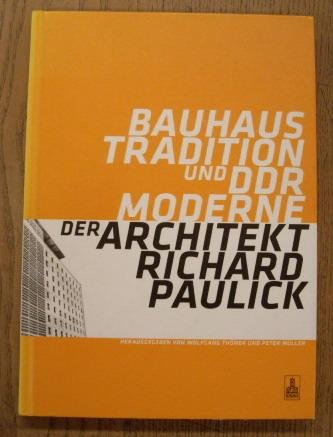 BAUHAUS
TRADITION
UND DDR
MODERNE
DER ARCHITEKT
RICHARD
PAULICK
HERAUSGEGEBEN VON WOLFGANG THÖNER UND PETER MÜLLER